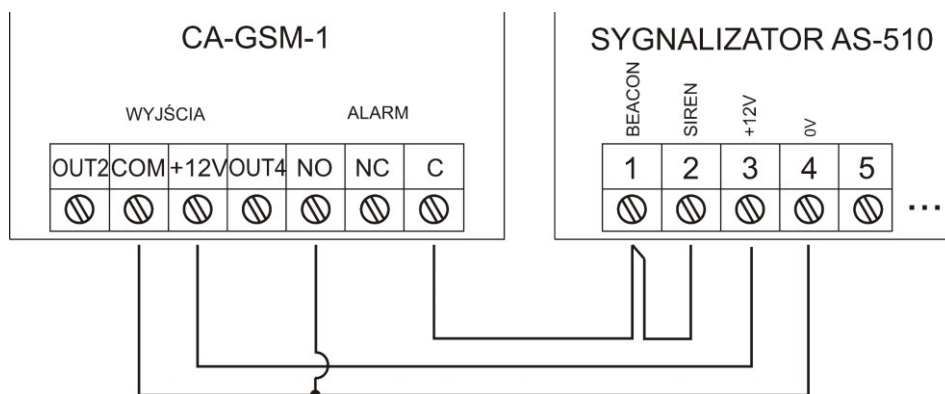 CA-GSM-1
WYJŚCIA ALARM
OUT2 COM +12V OUT4 NO NC C
SYGNALIZATOR AS-510
BEACON SIREN +12V 0V
1 2 3 4 5
...